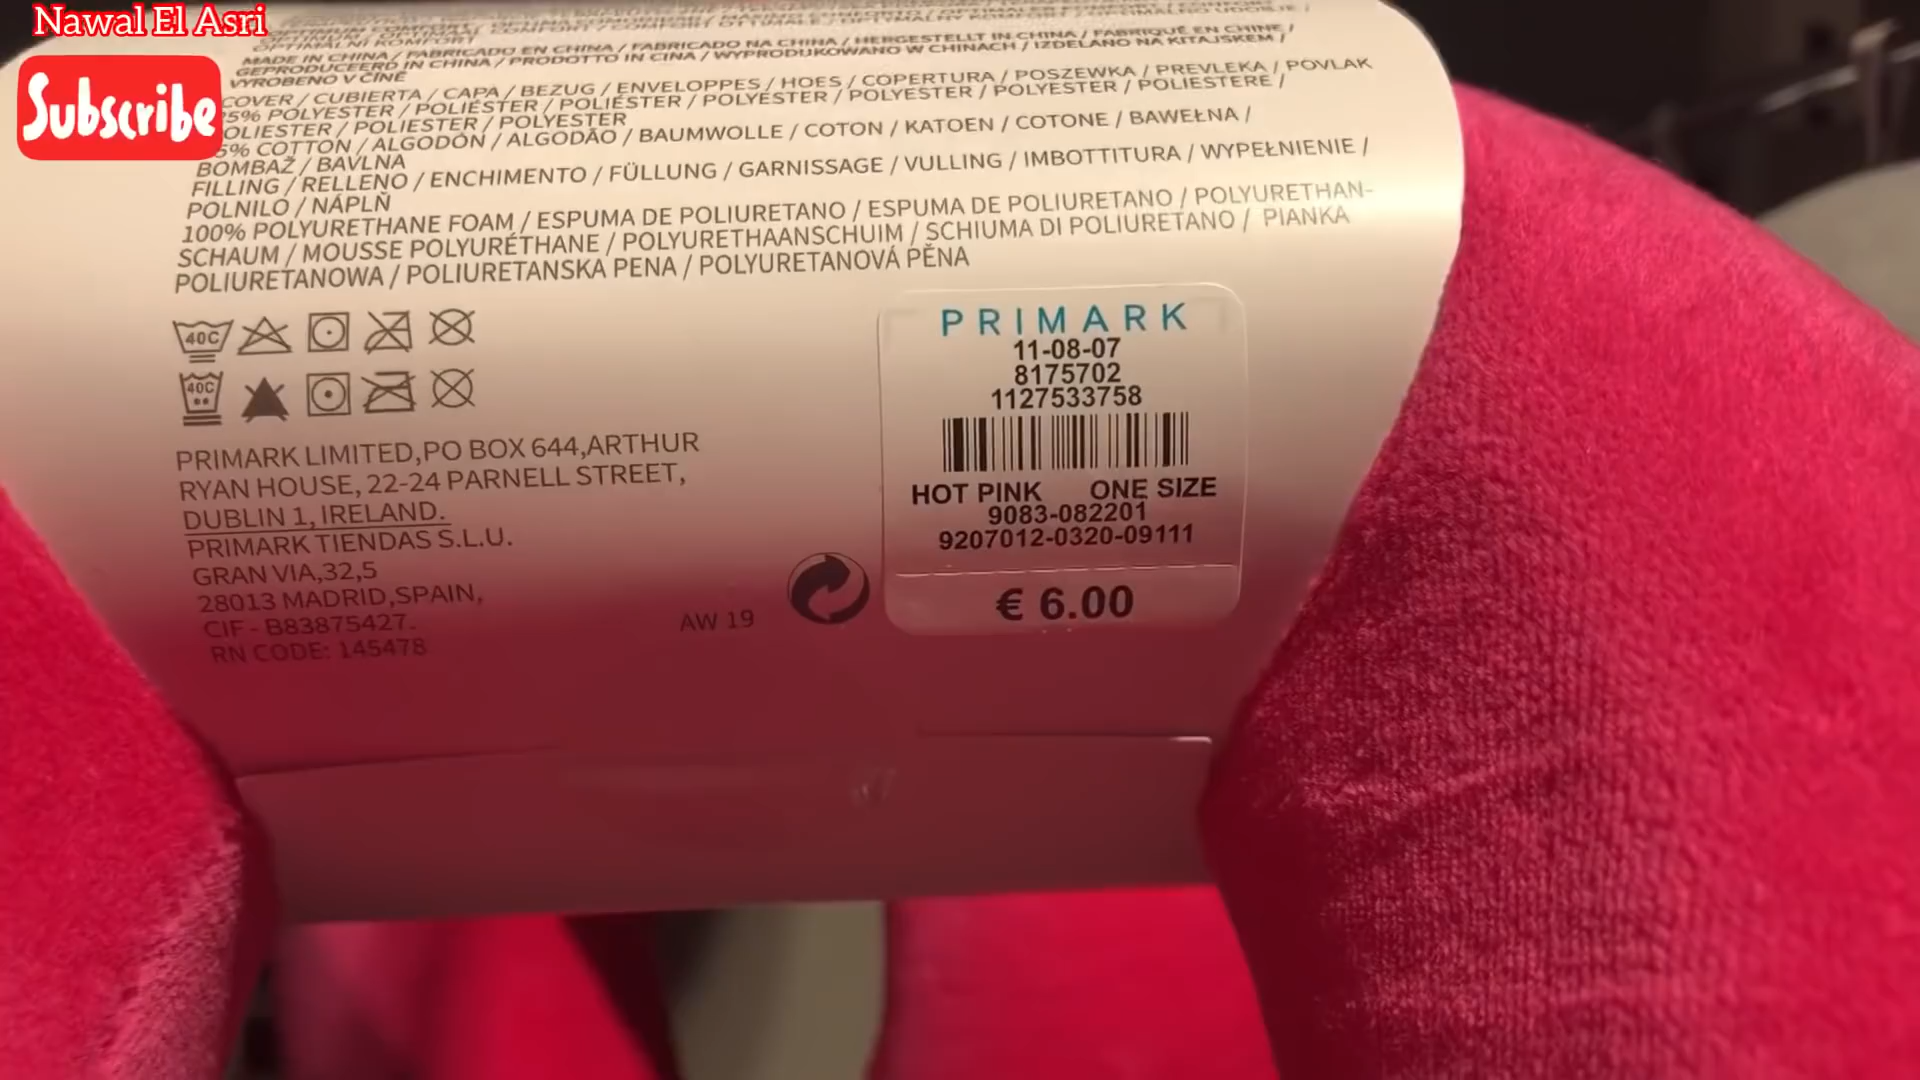 Nawal El Asri
Subscribe
OPTIMÁLNÍ KOMFORT
MADE IN CHINA / FABRICADO EN CHINA / FABRICADO NA CHINA / HERGESTELLT IN CHINA / FABRIQUÉ EN CHINE /
GEPRODUCEERD IN CHINA / PRODOTTO IN CINA / WYPRODUKOWANO W CHINACH / IZDELANO NA KITAJSKEM /
VYROBENO V ČÍNĚ
COVER / CUBIERTA / CAPA / BEZUG / ENVELOPPES / HOES / COPERTURA / POSZEWKA / PREVLEKA / POVLAK
5% POLYESTER / POLIÉSTER / POLIÉSTER / POLYESTER / POLYESTER / POLYESTER / POLIESTERE /
OLIESTER / POLIESTER / POLYESTER
5% COTTON / ALGODÓN / ALGODÃO / BAUMWOLLE / COTON / KATOEN / COTONE / BAWEŁNA /
BOMBAŽ / BAVLNA
FILLING / RELLENO / ENCHIMENTO / FÜLLUNG / GARNISSAGE / VULLING / IMBOTTITURA / WYPEŁNIENIE /
POLNILO / NÁPLŇ
100% POLYURETHANE FOAM / ESPUMA DE POLIURETANO / ESPUMA DE POLIURETANO / POLYURETHAN-
SCHAUM / MOUSSE POLYURÉTHANE / POLYURETHAANSCHUIM / SCHIUMA DI POLIURETANO / PIANKA
POLIURETANOWA / POLIURETANSKA PENA / POLYURETANOVÁ PĚNA
40C
40C
PRIMARK LIMITED,PO BOX 644,ARTHUR
RYAN HOUSE, 22-24 PARNELL STREET,
DUBLIN 1, IRELAND.
PRIMARK TIENDAS S.L.U.
GRAN VIA,32,5
28013 MADRID,SPAIN,
CIF - B83875427.
RN CODE: 145478
AW 19
PRIMARK
11-08-07
8175702
1127533758
HOT PINK ONE SIZE
9083-082201
9207012-0320-09111
€ 6.00